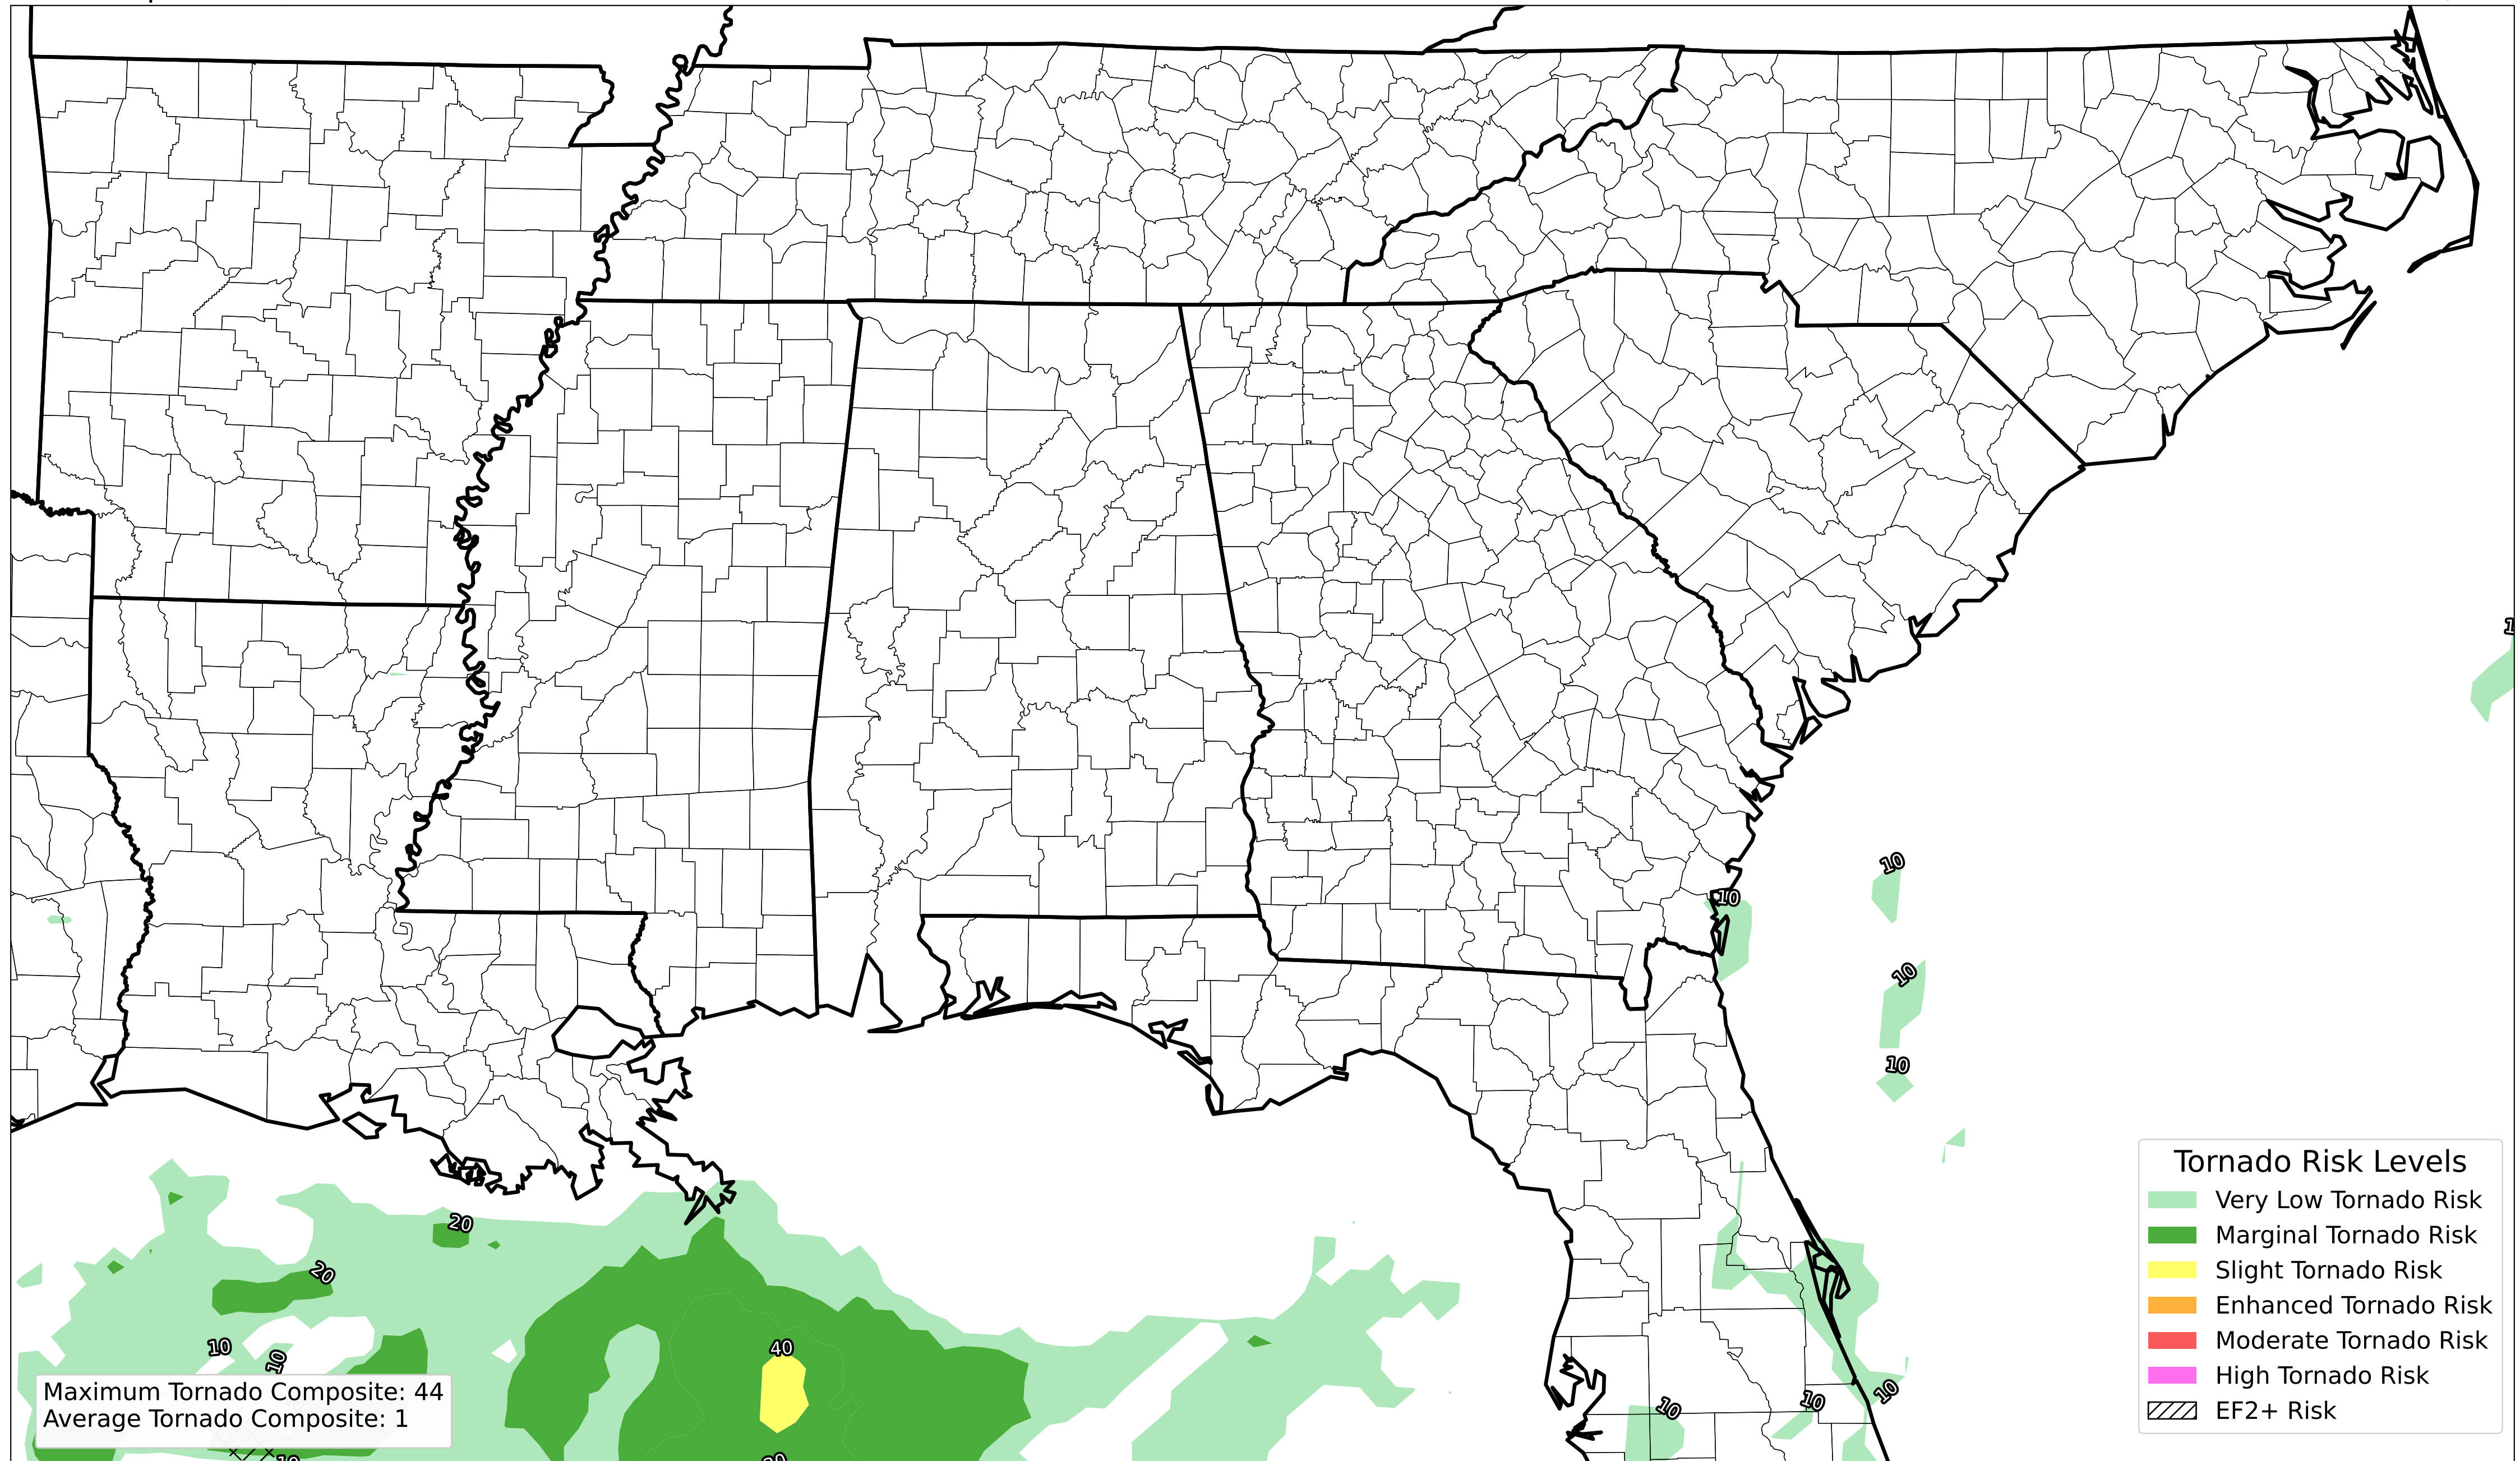 1
10
10
10
10
20
20
10
10
40
10
10
10
Maximum Tornado Composite: 44
Average Tornado Composite: 1
Tornado Risk Levels
Very Low Tornado Risk
Marginal Tornado Risk
Slight Tornado Risk
Enhanced Tornado Risk
Moderate Tornado Risk
High Tornado Risk
EF2+ Risk